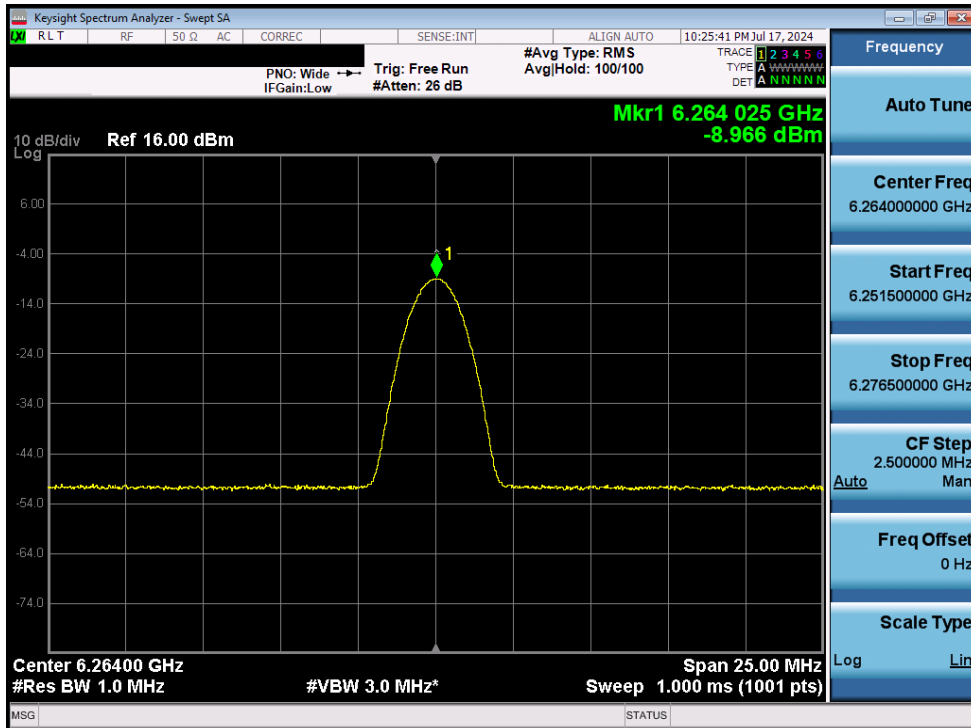 Keysight Spectrum Analyzer - Swept SA
LXI RLT RF 50 Ω AC CORREC SENSE:INT ALIGN AUTO 10:25:41 PM Jul 17, 2024
PNO: Wide
IFGain:Low
Trig: Free Run
#Atten: 26 dB
#Avg Type: RMS
Avg|Hold: 100/100
TRACE 1 2 3 4 5 6
TYPE A WWWWW
DET A N N N N N
Mkr1 6.264 025 GHz
-8.966 dBm
10 dB/div
Log
Ref 16.00 dBm
6.00
-4.00
-14.0
-24.0
-34.0
-44.0
-54.0
-64.0
-74.0
1
Center 6.26400 GHz
#Res BW 1.0 MHz
#VBW 3.0 MHz*
Span 25.00 MHz
Sweep 1.000 ms (1001 pts)
MSG
STATUS
Frequency
Auto Tune
Center Freq
6.264000000 GHz
Start Freq
6.251500000 GHz
Stop Freq
6.276500000 GHz
CF Step
2.500000 MHz
Auto Man
Freq Offset
0 Hz
Scale Type
Log Lin